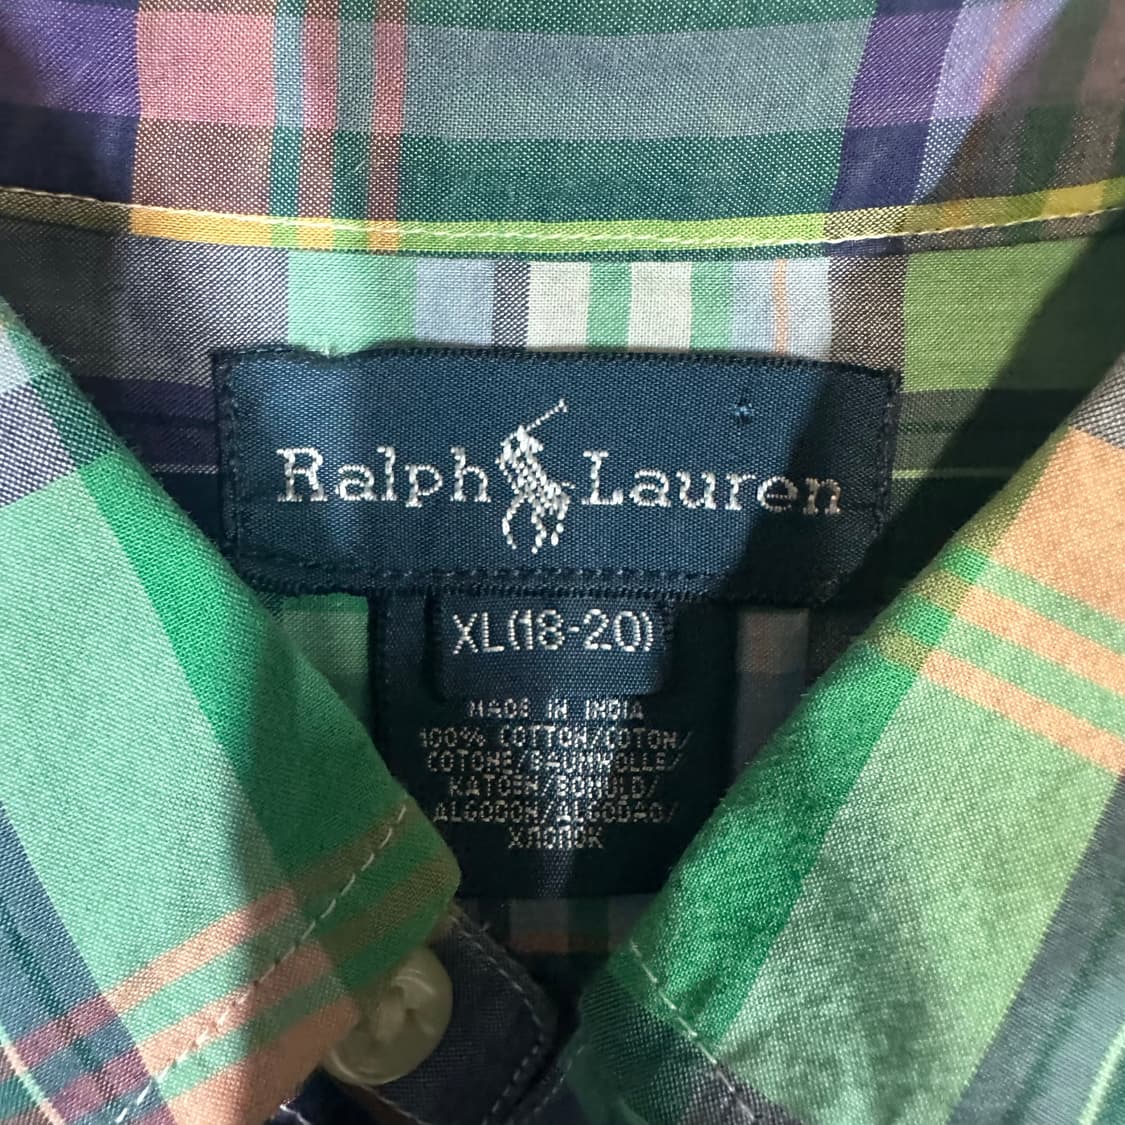 Ralph Lauren
XL(18-20)
MADE IN INDIA
100% COTTON/COTON/
COTONE/BAUMWOLLE/
KATOEN/BOMULD/
ALGODON/ALGODAO/
ХЛОПОК